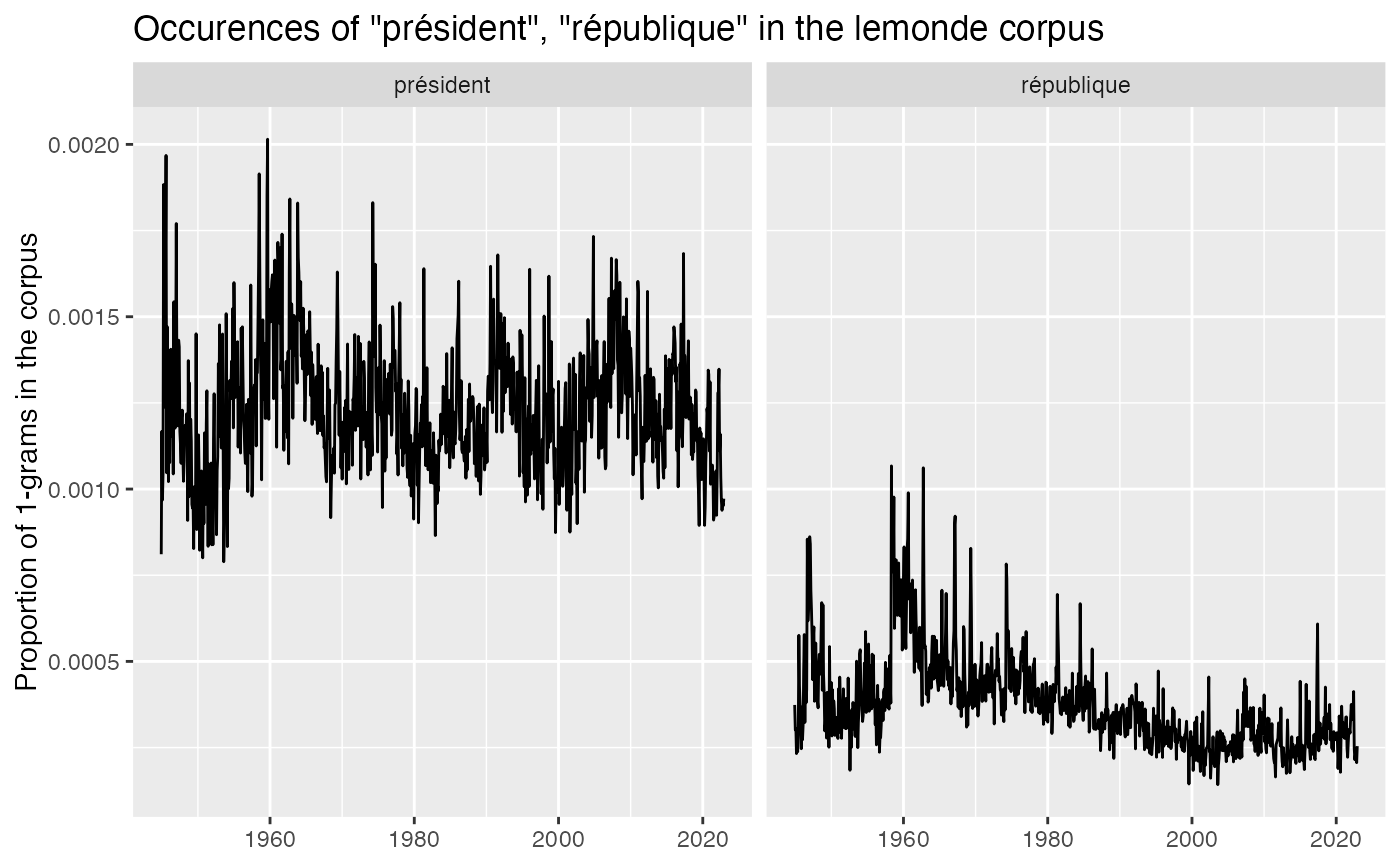 Occurences of "président", "république" in the lemonde corpus
président
république
Proportion of 1-grams in the corpus
0.0020
0.0015
0.0010
0.0005
1960 1980 2000 2020
1960 1980 2000 2020